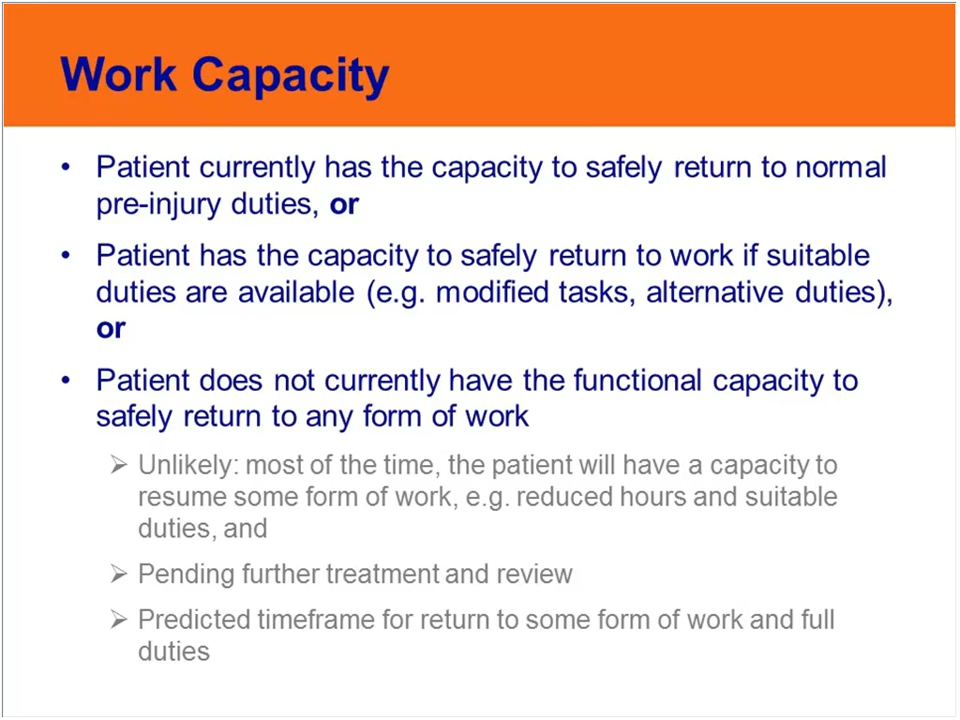 Work Capacity
• Patient currently has the capacity to safely return to normal
pre-injury duties, or
• Patient has the capacity to safely return to work if suitable
duties are available (e.g. modified tasks, alternative duties),
or
• Patient does not currently have the functional capacity to
safely return to any form of work
➢ Unlikely: most of the time, the patient will have a capacity to
resume some form of work, e.g. reduced hours and suitable
duties, and
➢ Pending further treatment and review
➢ Predicted timeframe for return to some form of work and full
duties